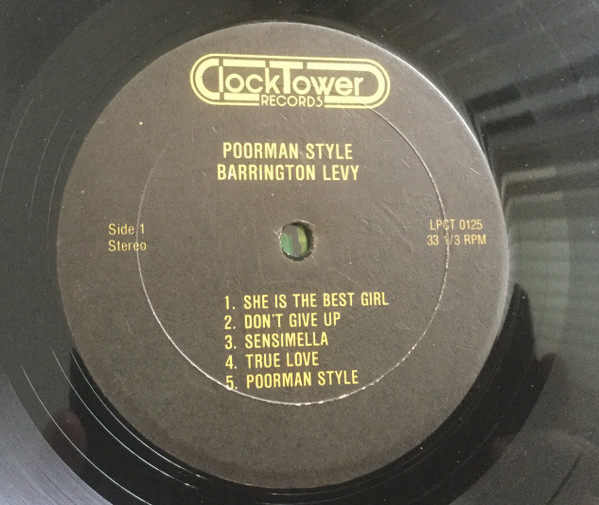 ClockTower
RECORDS
POORMAN STYLE
BARRINGTON LEVY
Side 1
Stereo
LPCT 0125
33 1/3 RPM
1. SHE IS THE BEST GIRL
2. DON'T GIVE UP
3. SENSIMELLA
4. TRUE LOVE
5. POORMAN STYLE